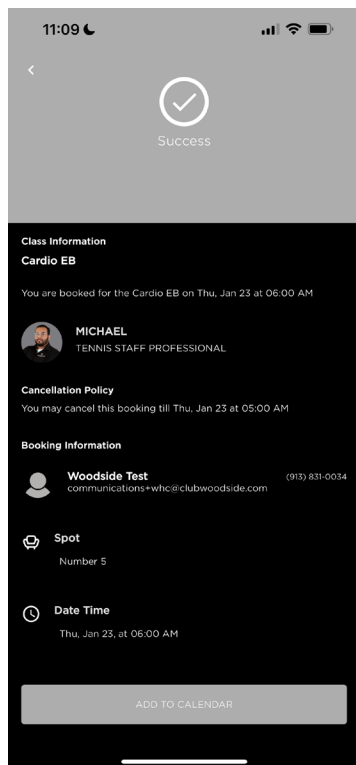 11:09
Success
Class Information
Cardio EB
You are booked for the Cardio EB on Thu, Jan 23 at 06:00 AM
MICHAEL
TENNIS STAFF PROFESSIONAL
Cancellation Policy
You may cancel this booking till Thu, Jan 23 at 05:00 AM
Booking Information
Woodside Test (913) 831-0034
communications+whc@clubwoodside.com
Spot
Number 5
Date Time
Thu, Jan 23, at 06:00 AM
ADD TO CALENDAR